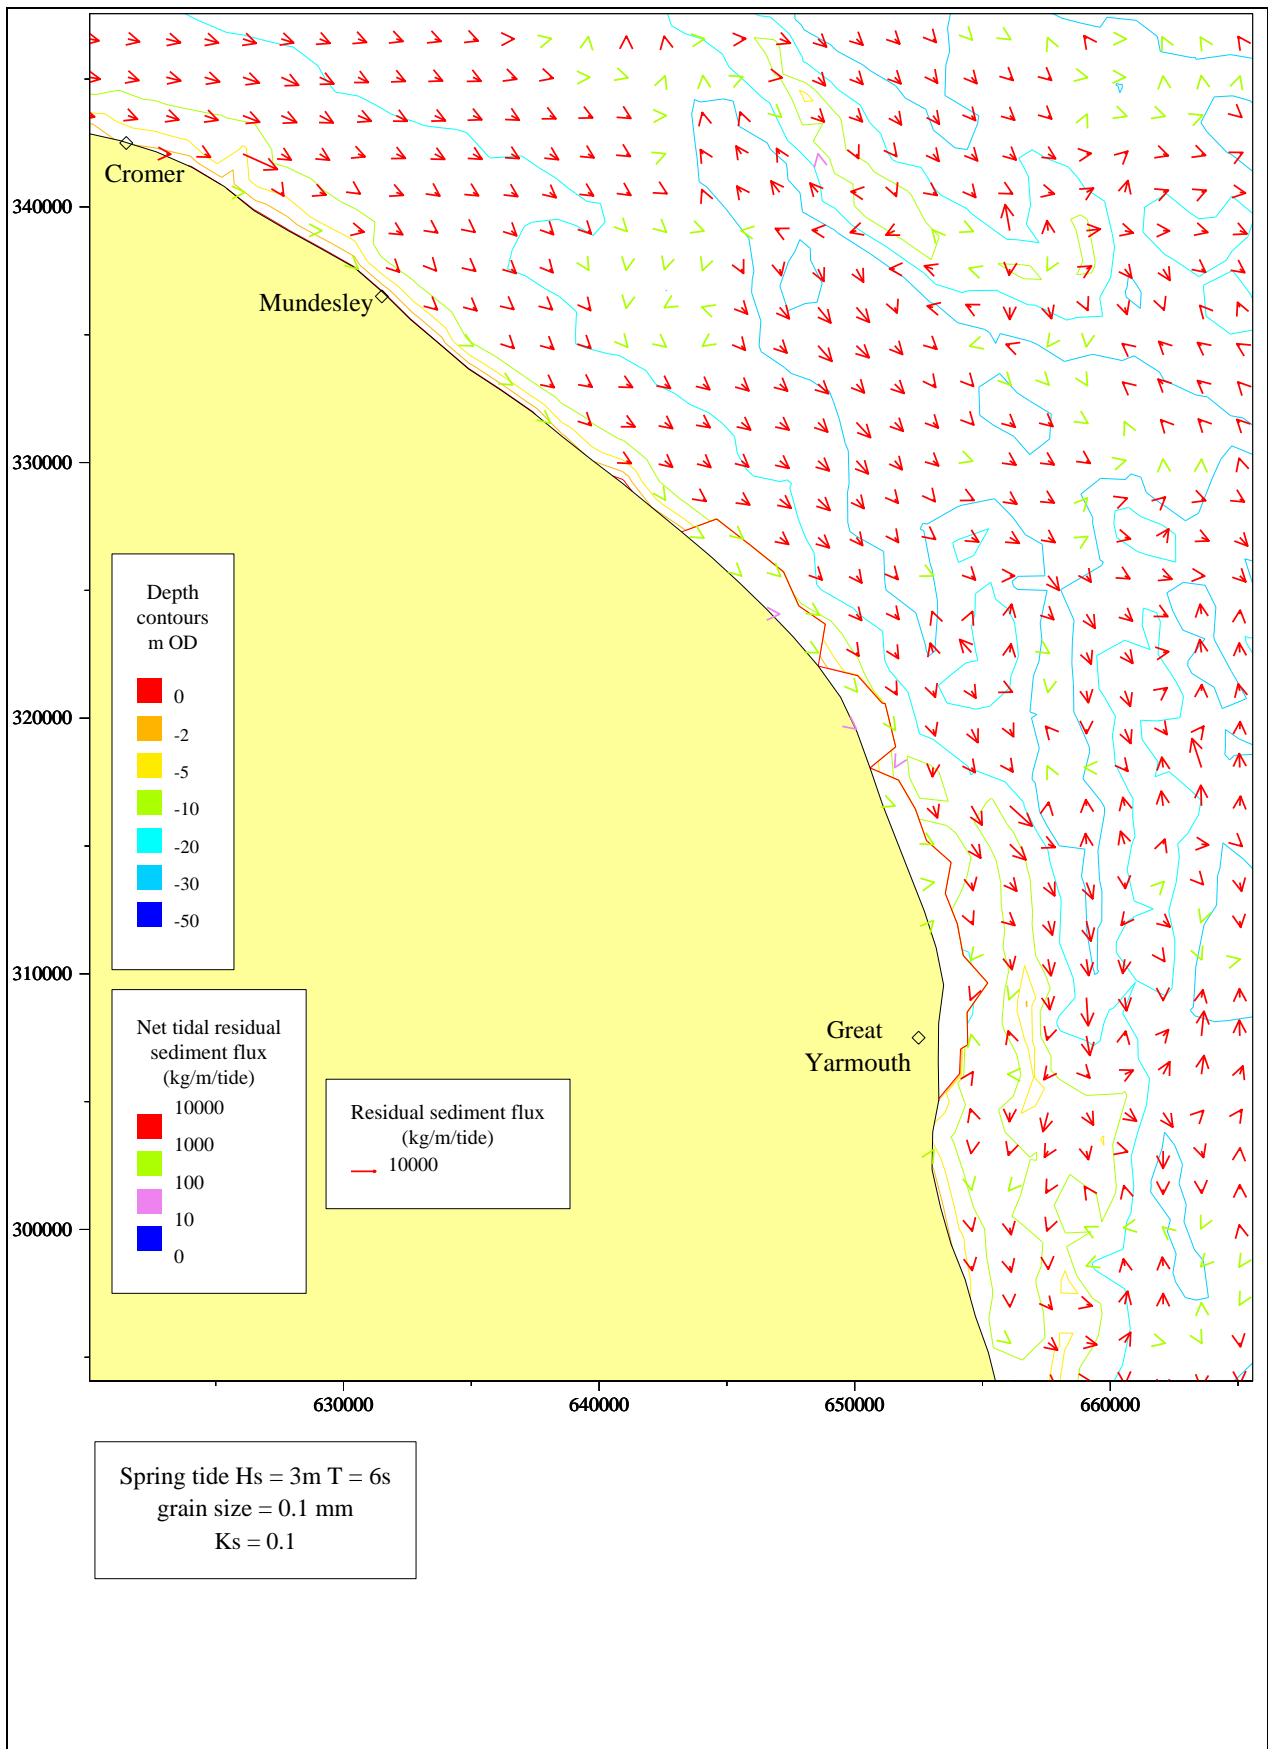 Cromer
340000
Mundesley
330000
Depth
contours
m OD
0
-2
-5
-10
-20
-30
-50
320000
310000
Net tidal residual
sediment flux
(kg/m/tide)
10000
1000
100
10
0
Residual sediment flux
(kg/m/tide)
10000
Great
Yarmouth
300000
630000
640000
650000
660000
Spring tide Hs = 3m T = 6s
grain size = 0.1 mm
Ks = 0.1